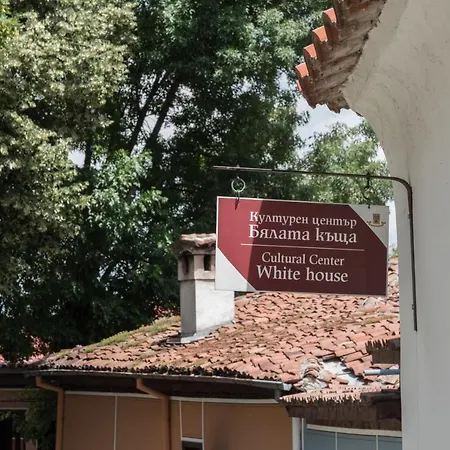 Културен център
Бялата къща
Cultural Center
White house